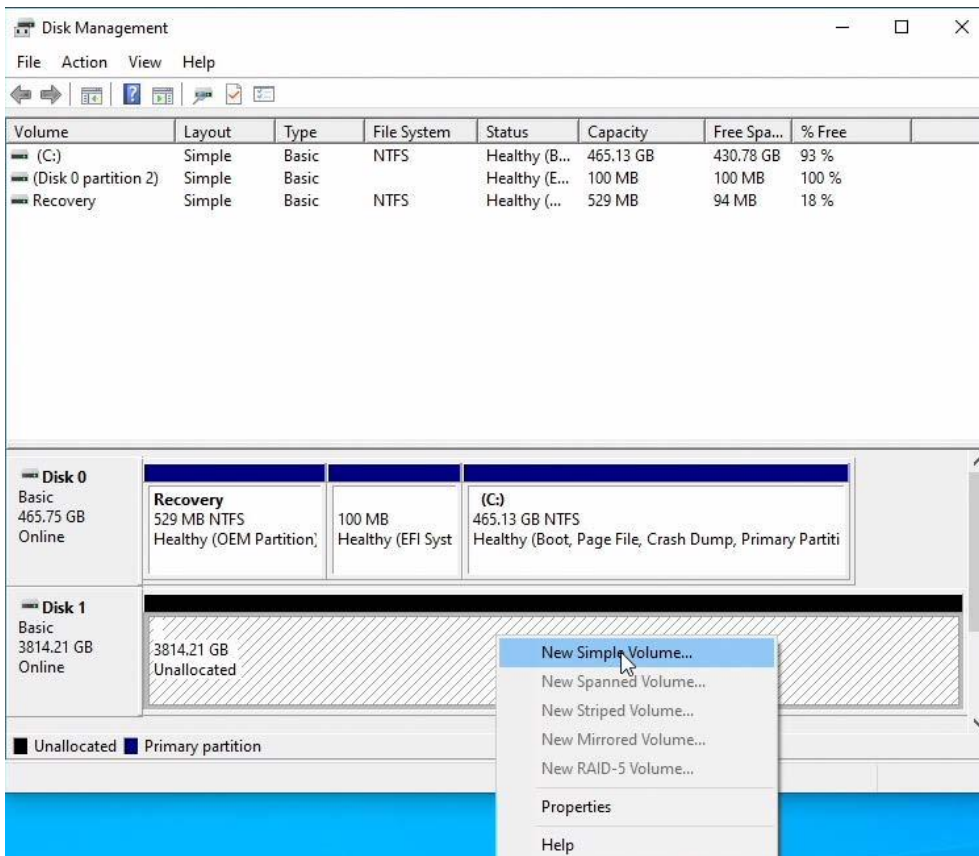 Disk Management
File Action View Help
Volume Layout Type File System Status Capacity Free Spa... % Free
(C:) Simple Basic NTFS Healthy (B... 465.13 GB 430.78 GB 93 %
(Disk 0 partition 2) Simple Basic Healthy (E... 100 MB 100 MB 100 %
Recovery Simple Basic NTFS Healthy (... 529 MB 94 MB 18 %
Disk 0
Basic
465.75 GB
Online
Recovery
529 MB NTFS
Healthy (OEM Partition)
100 MB
Healthy (EFI Syst
(C:)
465.13 GB NTFS
Healthy (Boot, Page File, Crash Dump, Primary Partiti
Disk 1
Basic
3814.21 GB
Online
3814.21 GB
Unallocated
New Simple Volume...
New Spanned Volume...
New Striped Volume...
New Mirrored Volume...
New RAID-5 Volume...
Properties
Help
Unallocated Primary partition